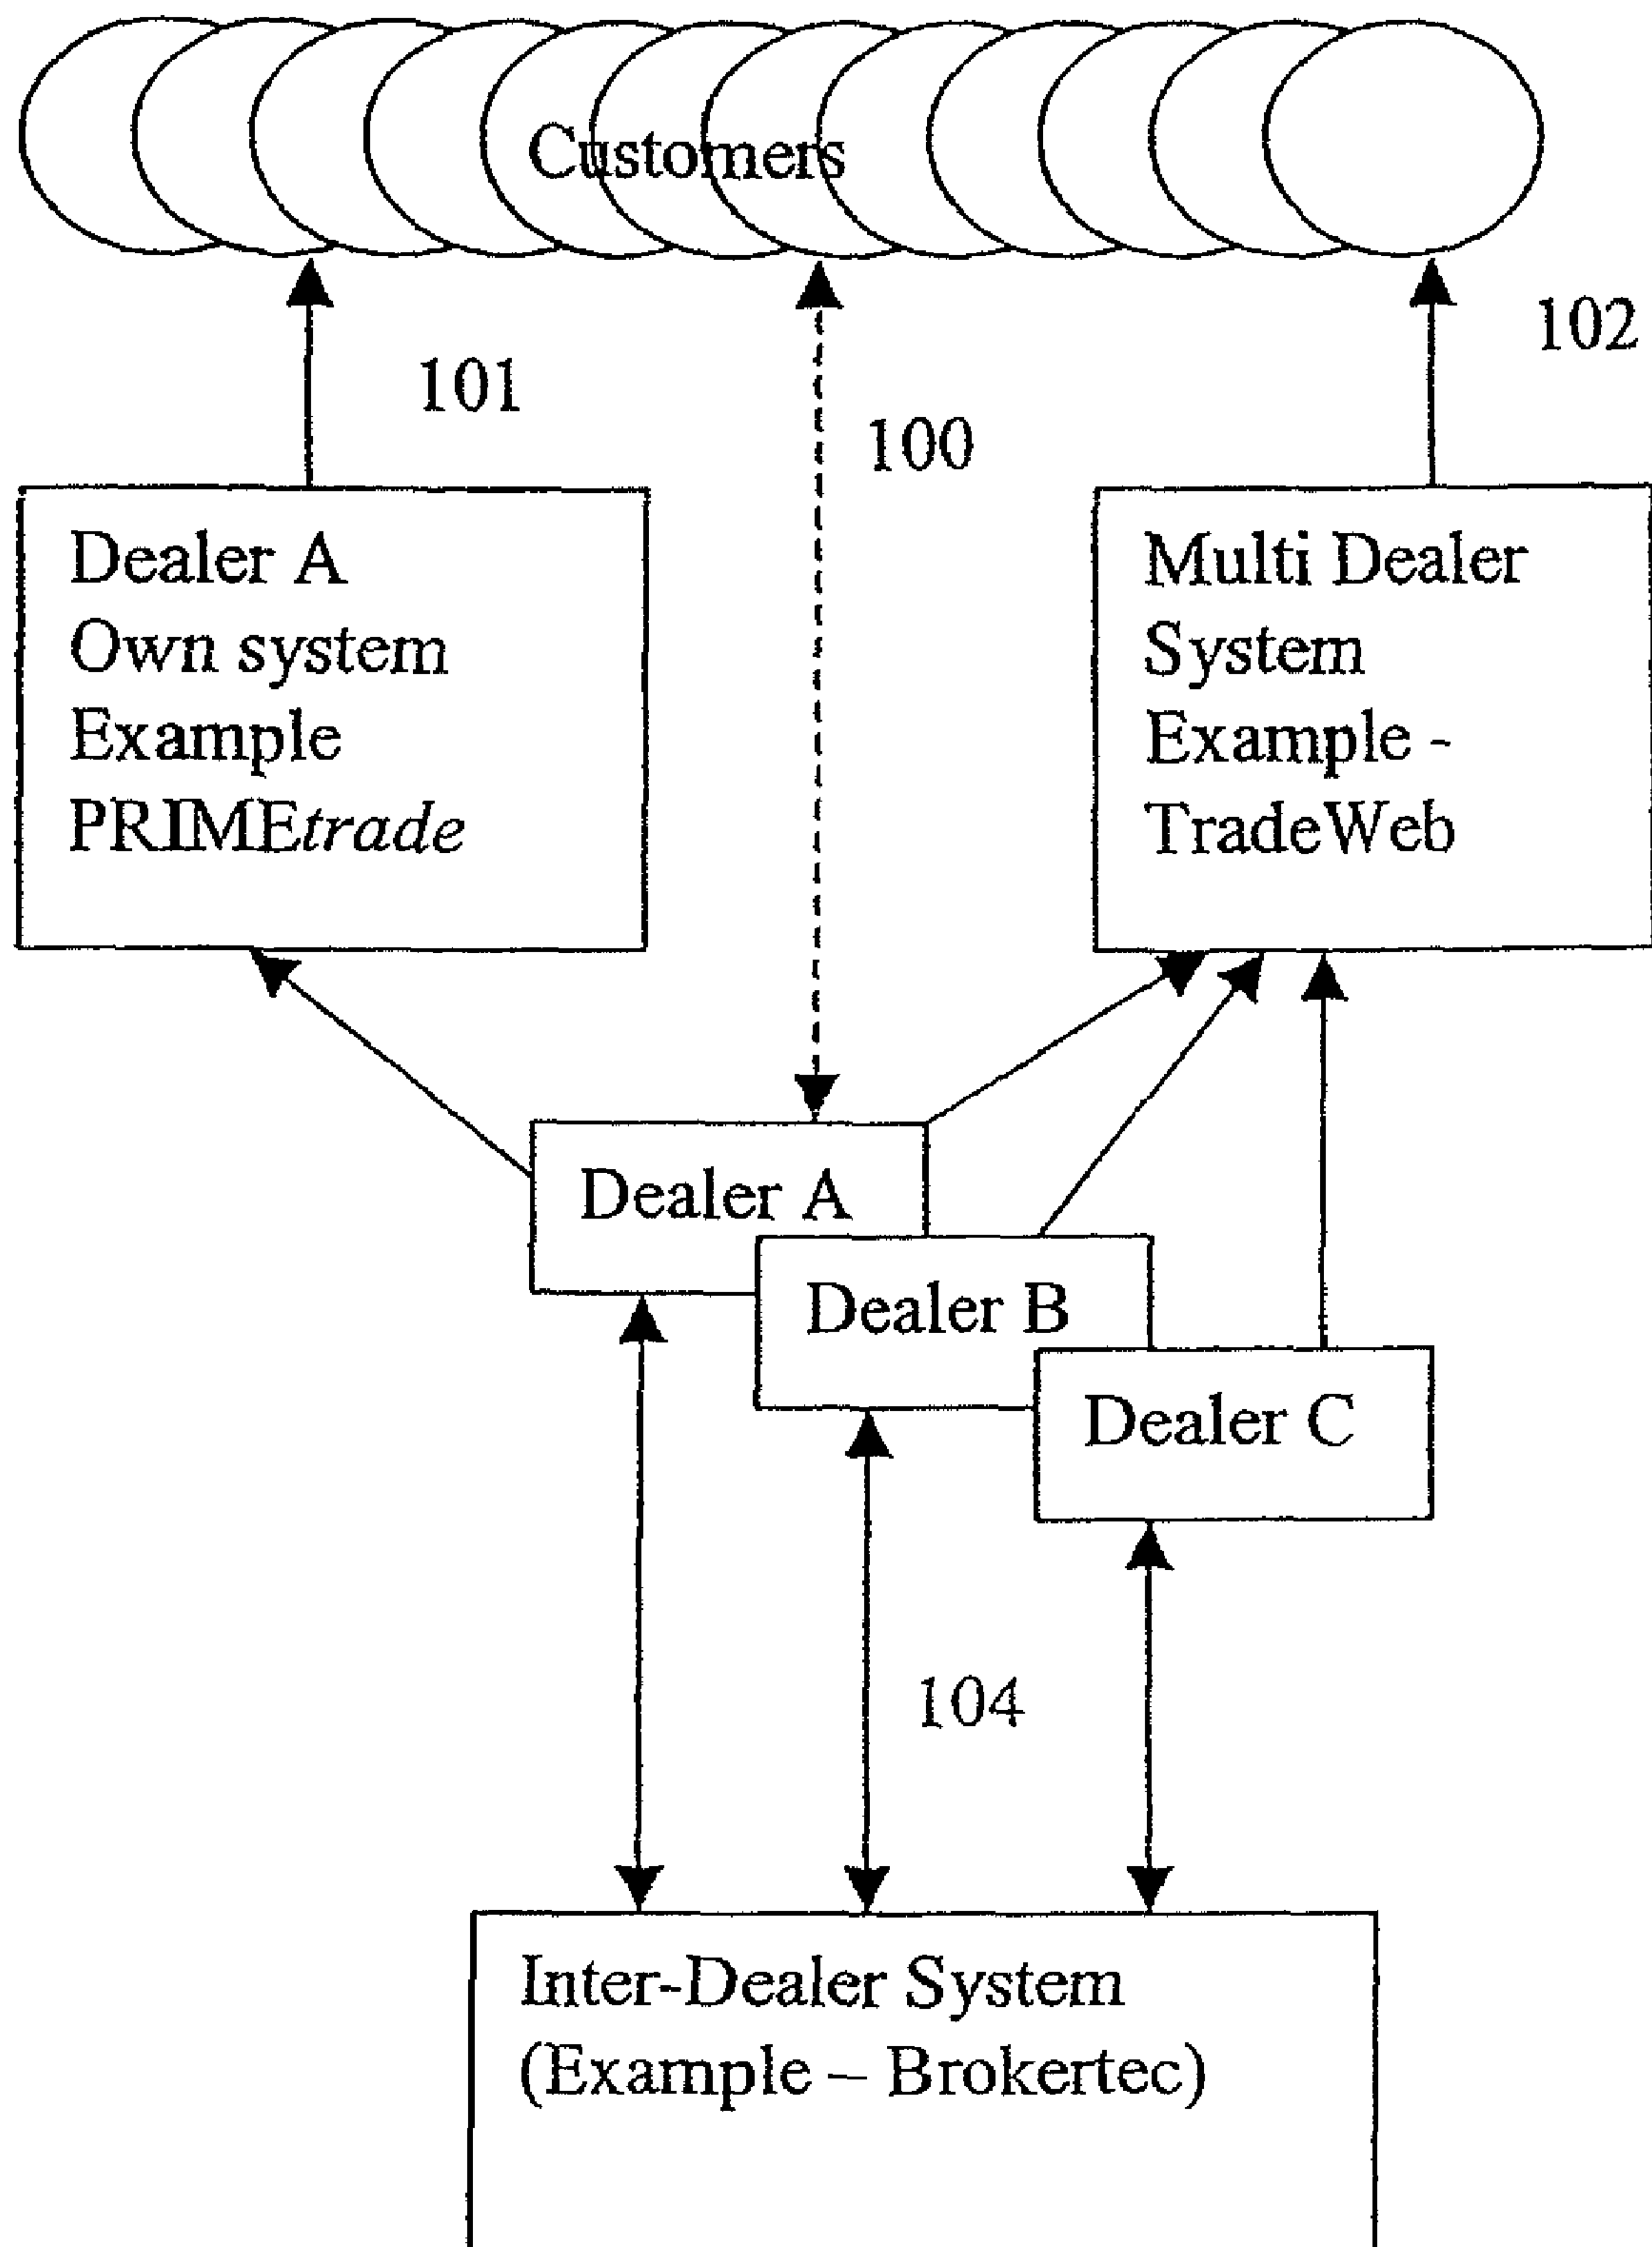 Customers
102
101
100
Dealer A
Own system
Example
PRIMEtrade
Multi Dealer
System
Example -
TradeWeb
Dealer A
Dealer B
Dealer C
104
Inter-Dealer System
(Example – Brokertec)